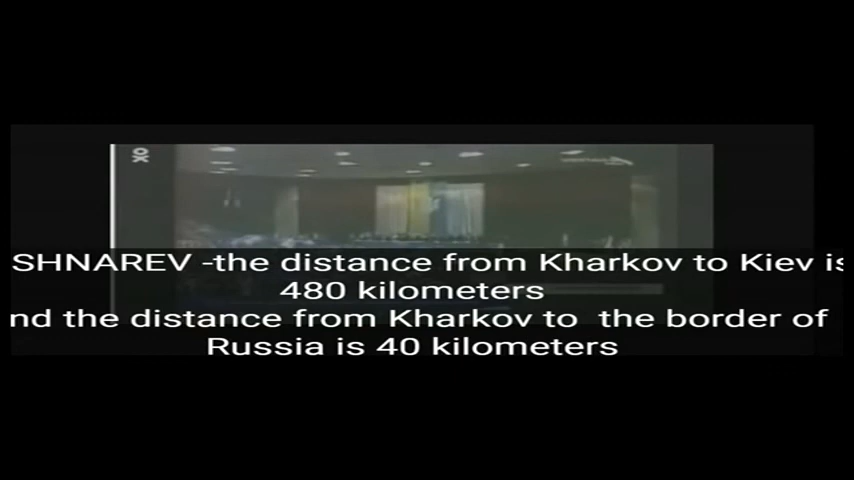 SHNAREV -the distance from Kharkov to Kiev is
480 kilometers
nd the distance from Kharkov to the border of
Russia is 40 kilometers